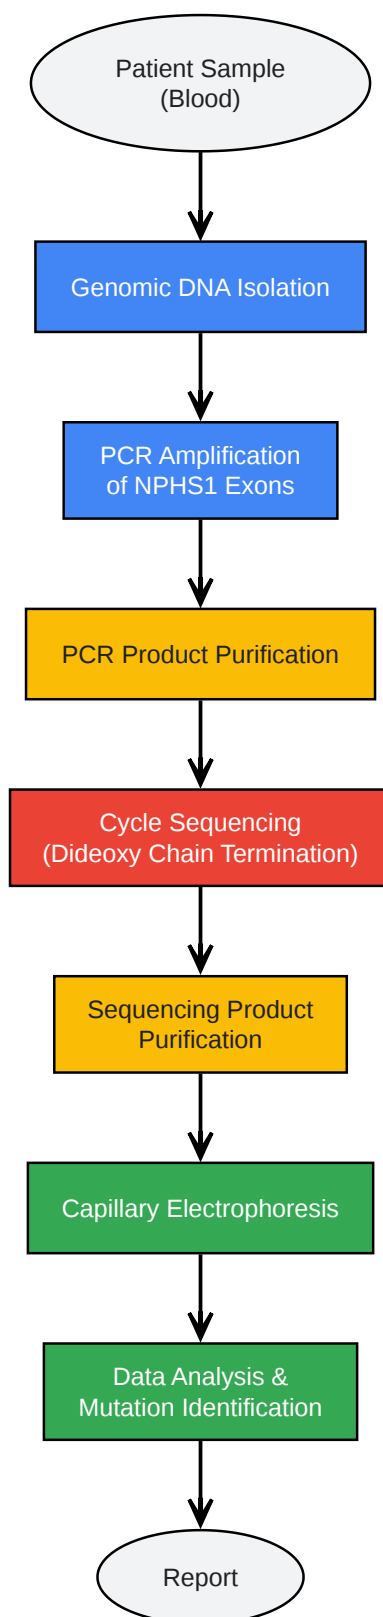 Patient Sample
(Blood)
Genomic DNA Isolation
PCR Amplification
of NPHS1 Exons
PCR Product Purification
Cycle Sequencing
(Dideoxy Chain Termination)
Sequencing Product
Purification
Capillary Electrophoresis
Data Analysis &
Mutation Identification
Report